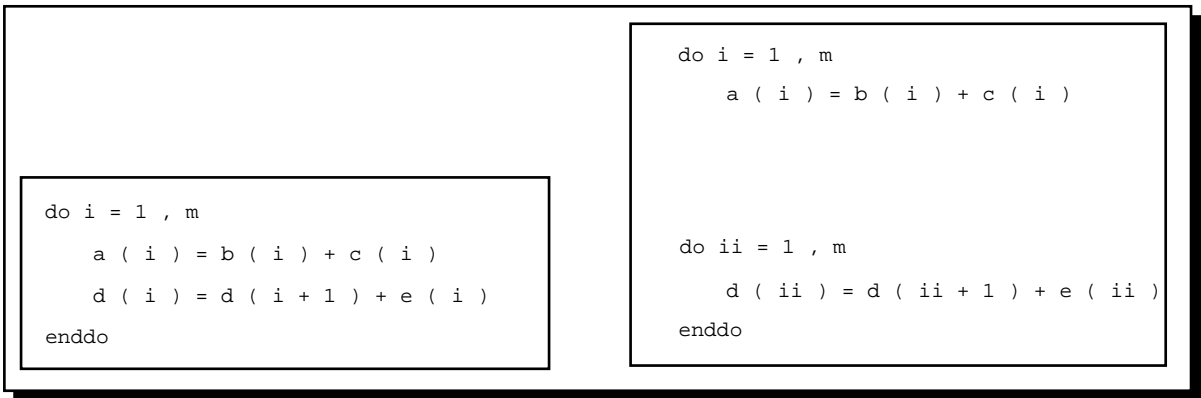 do i = 1 , m
a ( i ) = b ( i ) + c ( i )
d ( i ) = d ( i + 1 ) + e ( i )
enddo
do i = 1 , m
a ( i ) = b ( i ) + c ( i )
do ii = 1 , m
d ( ii ) = d ( ii + 1 ) + e ( ii )
enddo